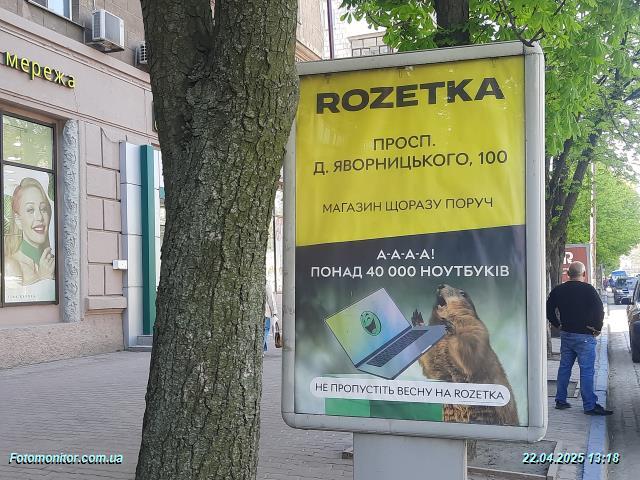 мережа
ROZETKA
ПРОСП.
Д. ЯВОРНИЦЬКОГО, 100
МАГАЗИН ЩОРАЗУ ПОРУЧ
А-А-А-А!
ПОНАД 40 000 НОУТБУКІВ
НЕ ПРОПУСТІТЬ ВЕСНУ НА ROZETKA
Fotomonitor.com.ua
22.04.2025 13:18